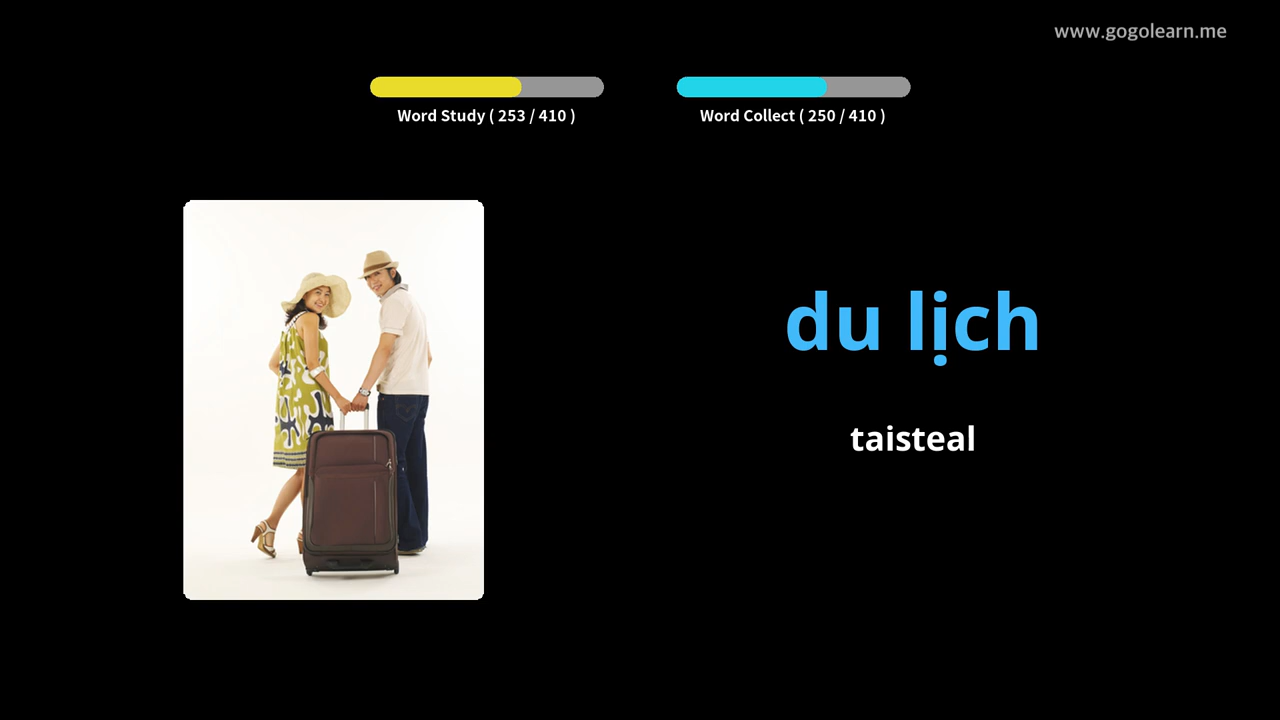 www.gogolearn.me
Word Study ( 253 / 410 )
Word Collect ( 250 / 410 )
du lịch
taisteal